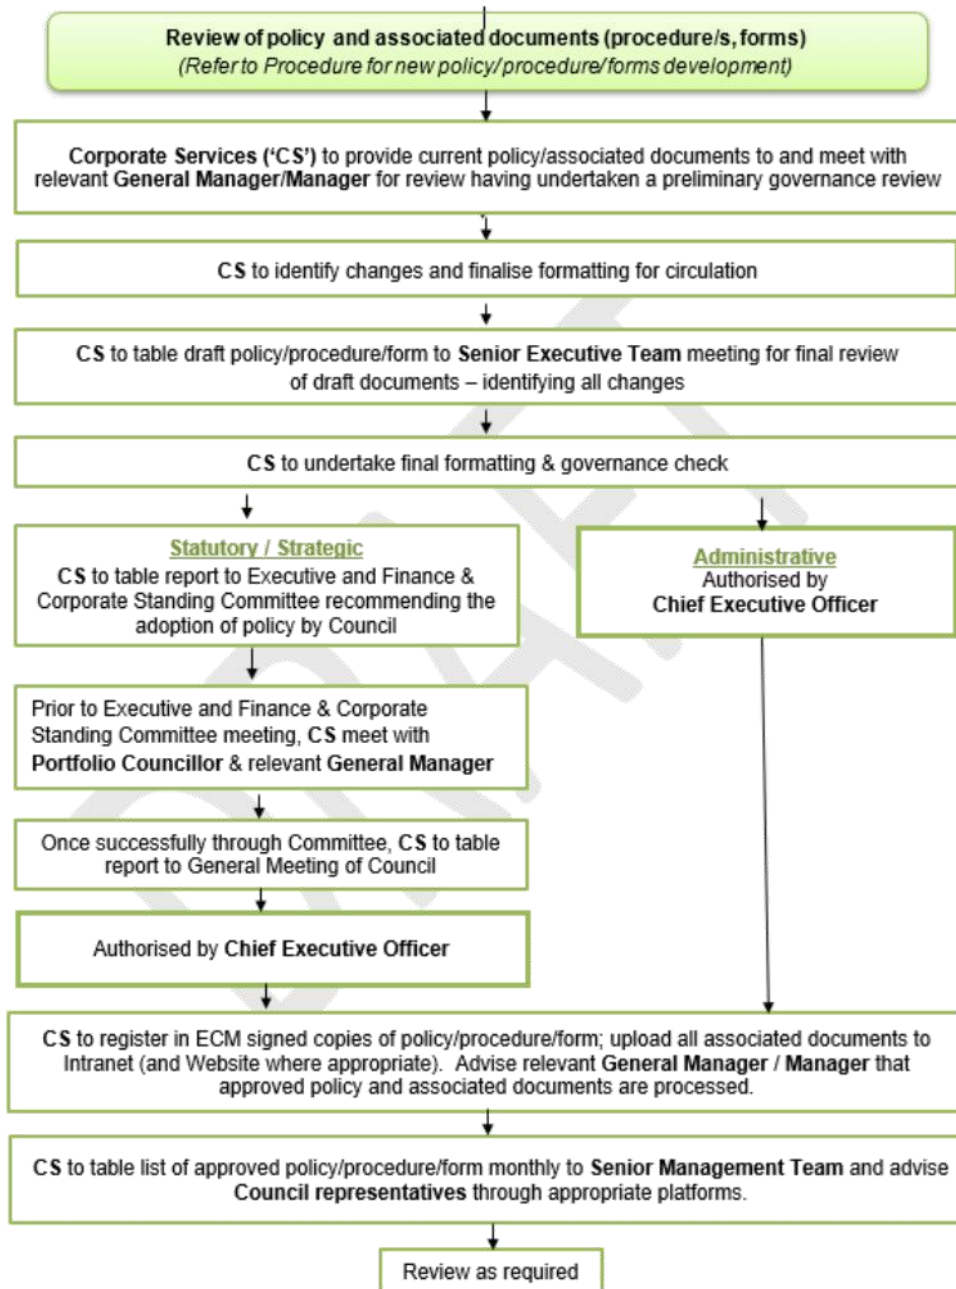 Review of policy and associated documents (procedure/s, forms)
(Refer to Procedure for new policy/procedure/forms development)
Corporate Services ('CS') to provide current policy/associated documents to and meet with
relevant General Manager/Manager for review having undertaken a preliminary governance review
CS to identify changes and finalise formatting for circulation
CS to table draft policy/procedure/form to Senior Executive Team meeting for final review
of draft documents – identifying all changes
CS to undertake final formatting & governance check
Statutory / Strategic
CS to table report to Executive and Finance &
Corporate Standing Committee recommending the
adoption of policy by Council
Administrative
Authorised by
Chief Executive Officer
Prior to Executive and Finance & Corporate
Standing Committee meeting, CS meet with
Portfolio Councillor & relevant General Manager
Once successfully through Committee, CS to table
report to General Meeting of Council
Authorised by Chief Executive Officer
CS to register in ECM signed copies of policy/procedure/form; upload all associated documents to
Intranet (and Website where appropriate). Advise relevant General Manager / Manager that
approved policy and associated documents are processed.
CS to table list of approved policy/procedure/form monthly to Senior Management Team and advise
Council representatives through appropriate platforms.
Review as required
DRAFT